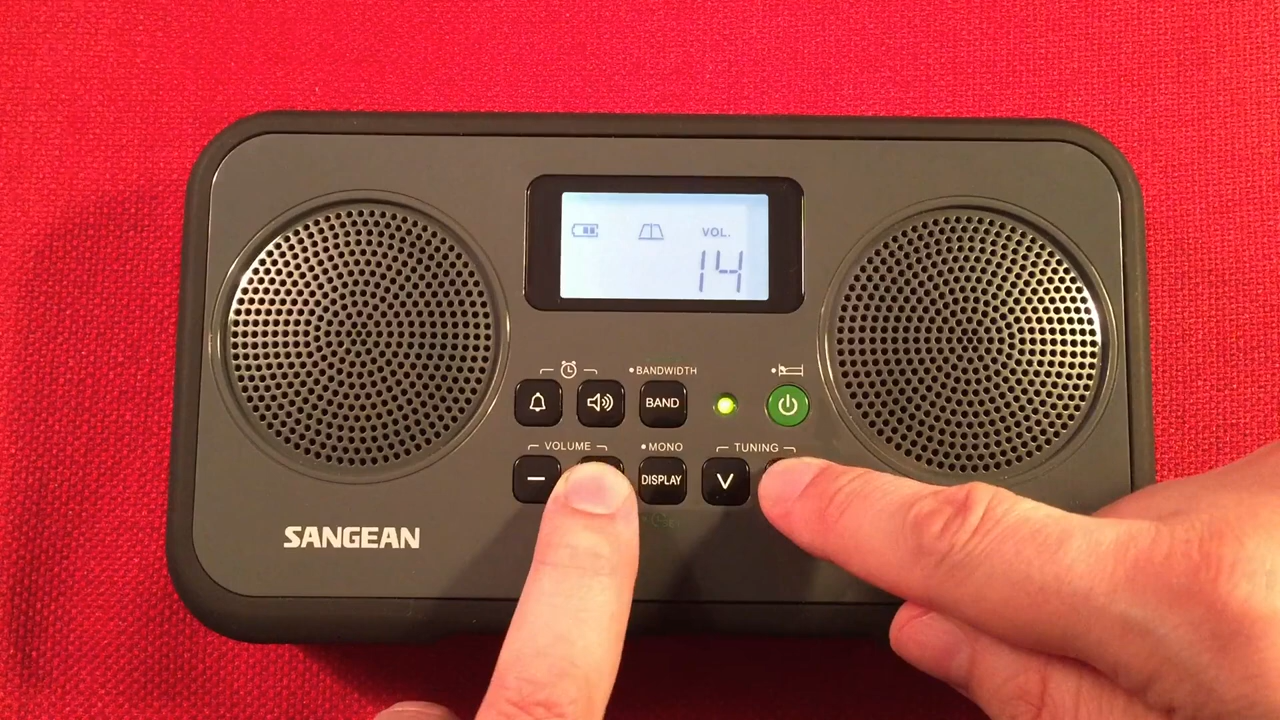 VOL.
14
BANDWIDTH
BAND
VOLUME
MONO
TUNING
DISPLAY
SANGEAN